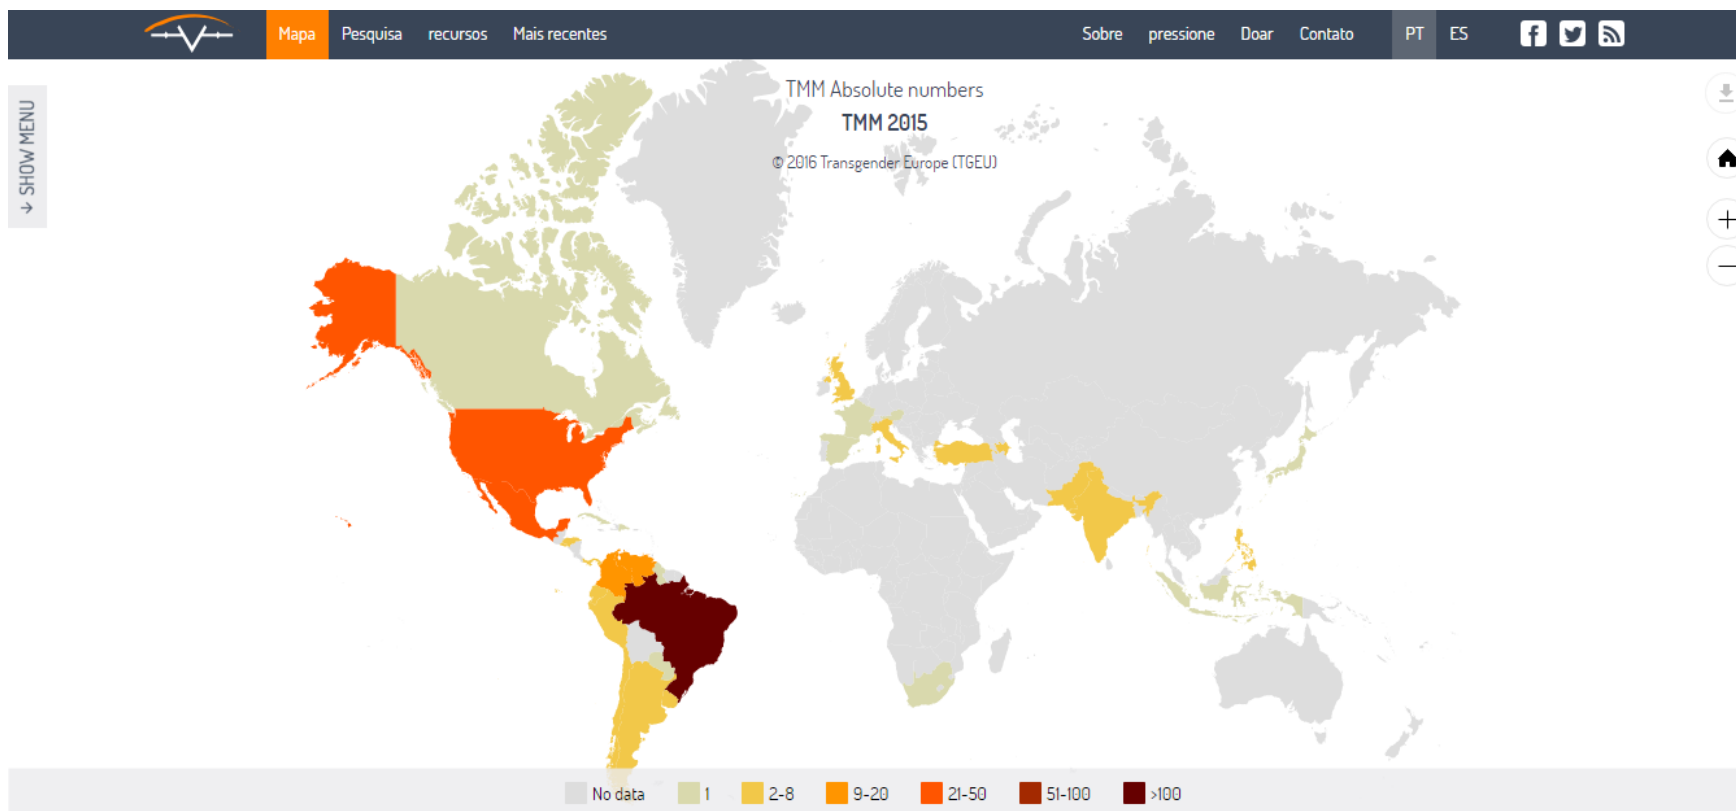 Mapa Pesquisa recursos Mais recentes Sobre pressione Doar Contato PT ES
SHOW MENU
TMM Absolute numbers
TMM 2015
© 2016 Transgender Europe (TGEU)
No data 1 2-8 9-20 21-50 51-100 >100